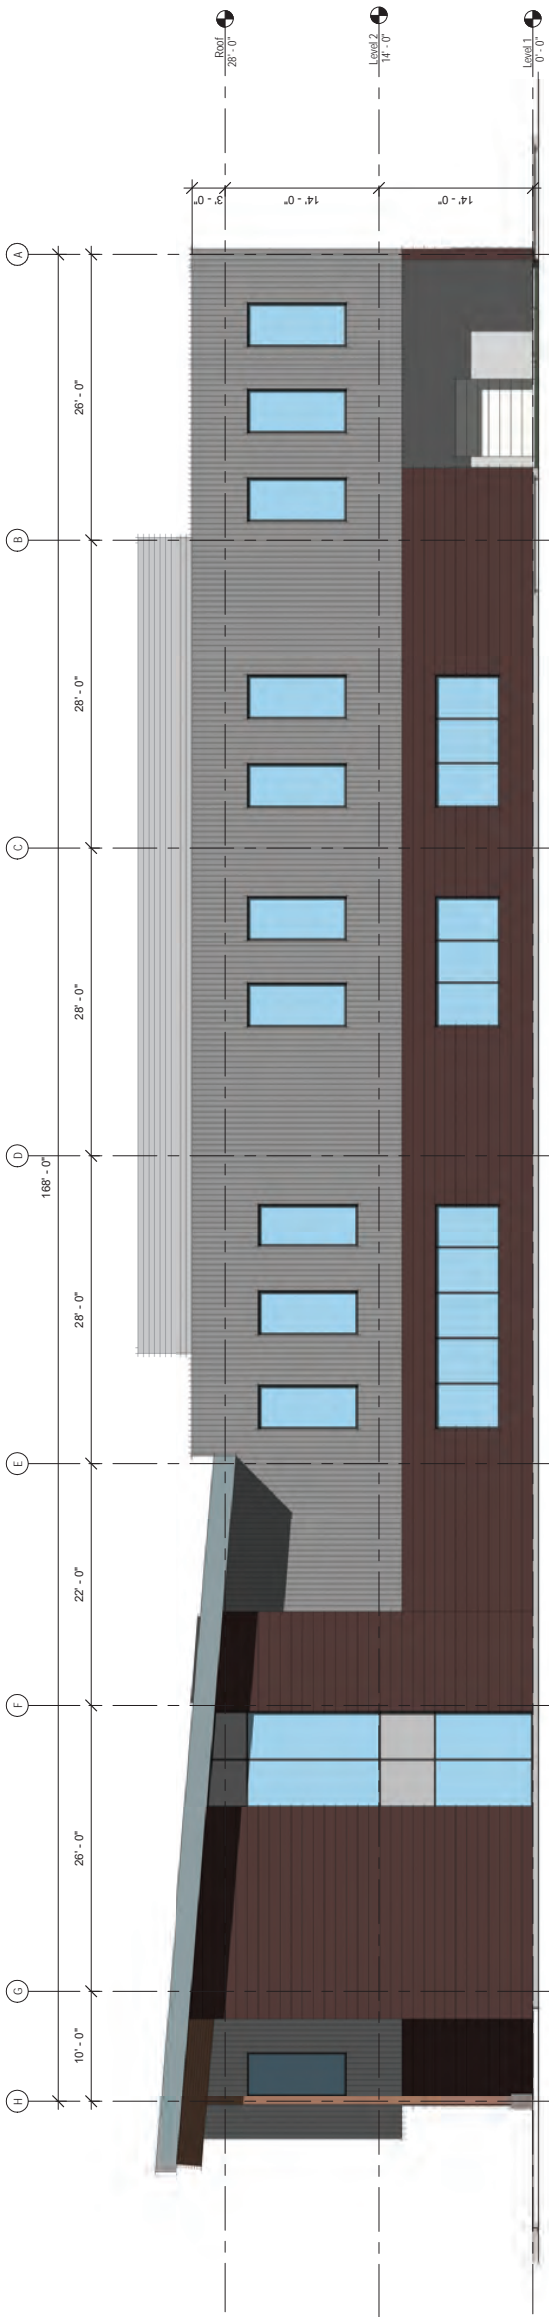 H
G
F
E
D
C
B
A
168' - 0"
10' - 0"
26' - 0"
22' - 0"
28' - 0"
28' - 0"
28' - 0"
26' - 0"
3' - 0"
14' - 0"
14' - 0"
Roof
28' - 0"
Level 2
14' - 0"
Level 1
0' - 0"